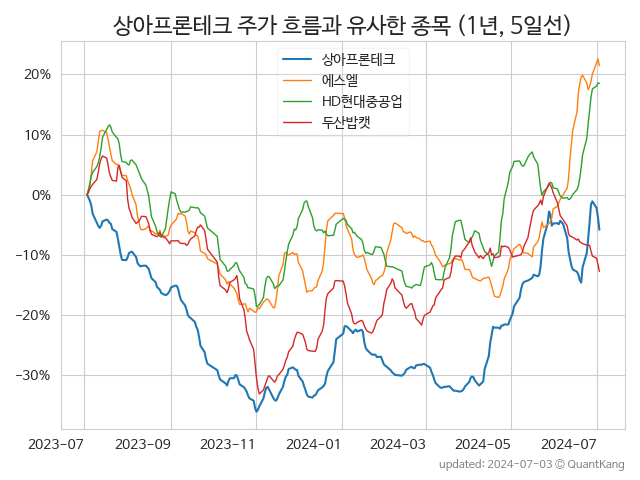 상아프론테크 주가 흐름과 유사한 종목 (1년, 5일선)
상아프론테크
에스엘
HD현대중공업
두산밥캣
20%
10%
0%
−10%
−20%
−30%
2023-07 2023-09 2023-11 2024-01 2024-03 2024-05 2024-07
updated: 2024-07-03 © QuantKang